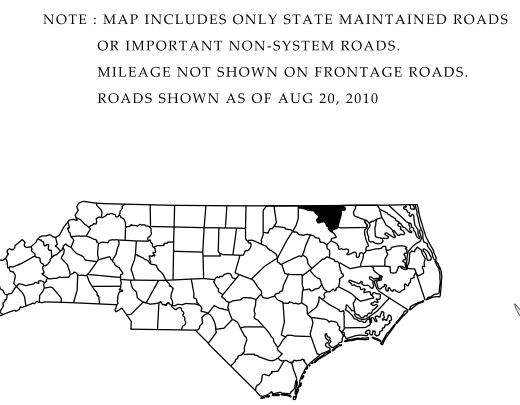 NOTE : MAP INCLUDES ONLY STATE MAINTAINED ROADS
OR IMPORTANT NON-SYSTEM ROADS.
MILEAGE NOT SHOWN ON FRONTAGE ROADS.
ROADS SHOWN AS OF AUG 20, 2010